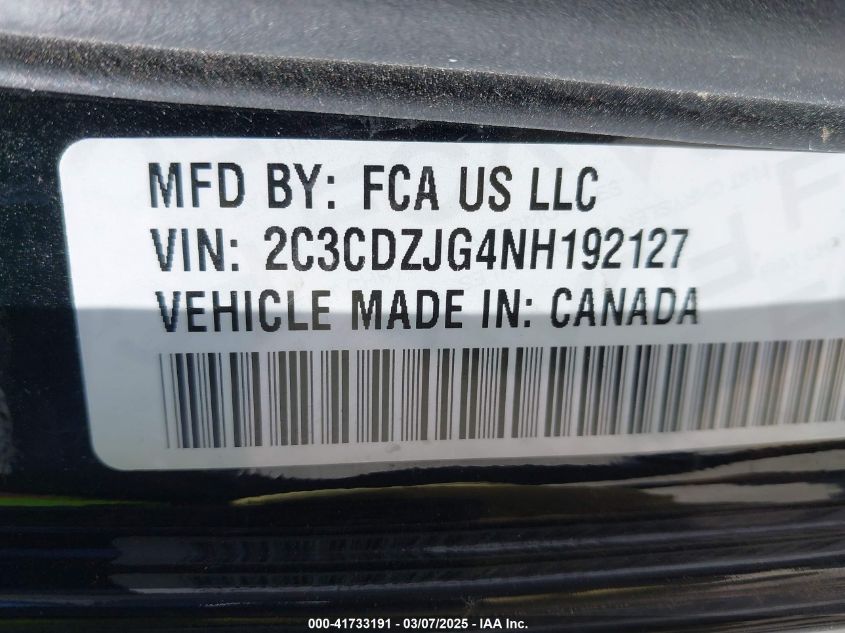 MFD BY: FCA US LLC
VIN: 2C3CDZJG4NH192127
VEHICLE MADE IN: CANADA
000-41733191 - 03/07/2025 - IAA Inc.